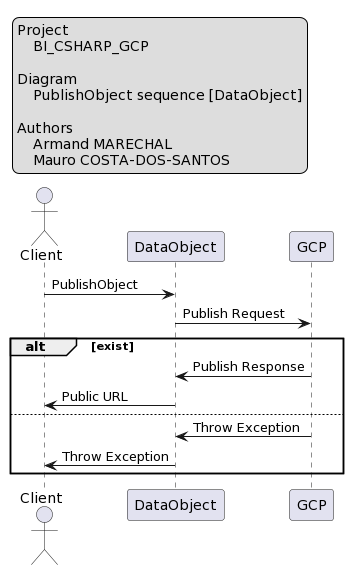 Project
BI_CSHARP_GCP
Diagram
PublishObject sequence [DataObject]
Authors
Armand MARECHAL
Mauro COSTA-DOS-SANTOS
Client
DataObject
GCP
PublishObject
Publish Request
alt
[exist]
Publish Response
Public URL
Throw Exception
Throw Exception
Client
DataObject
GCP